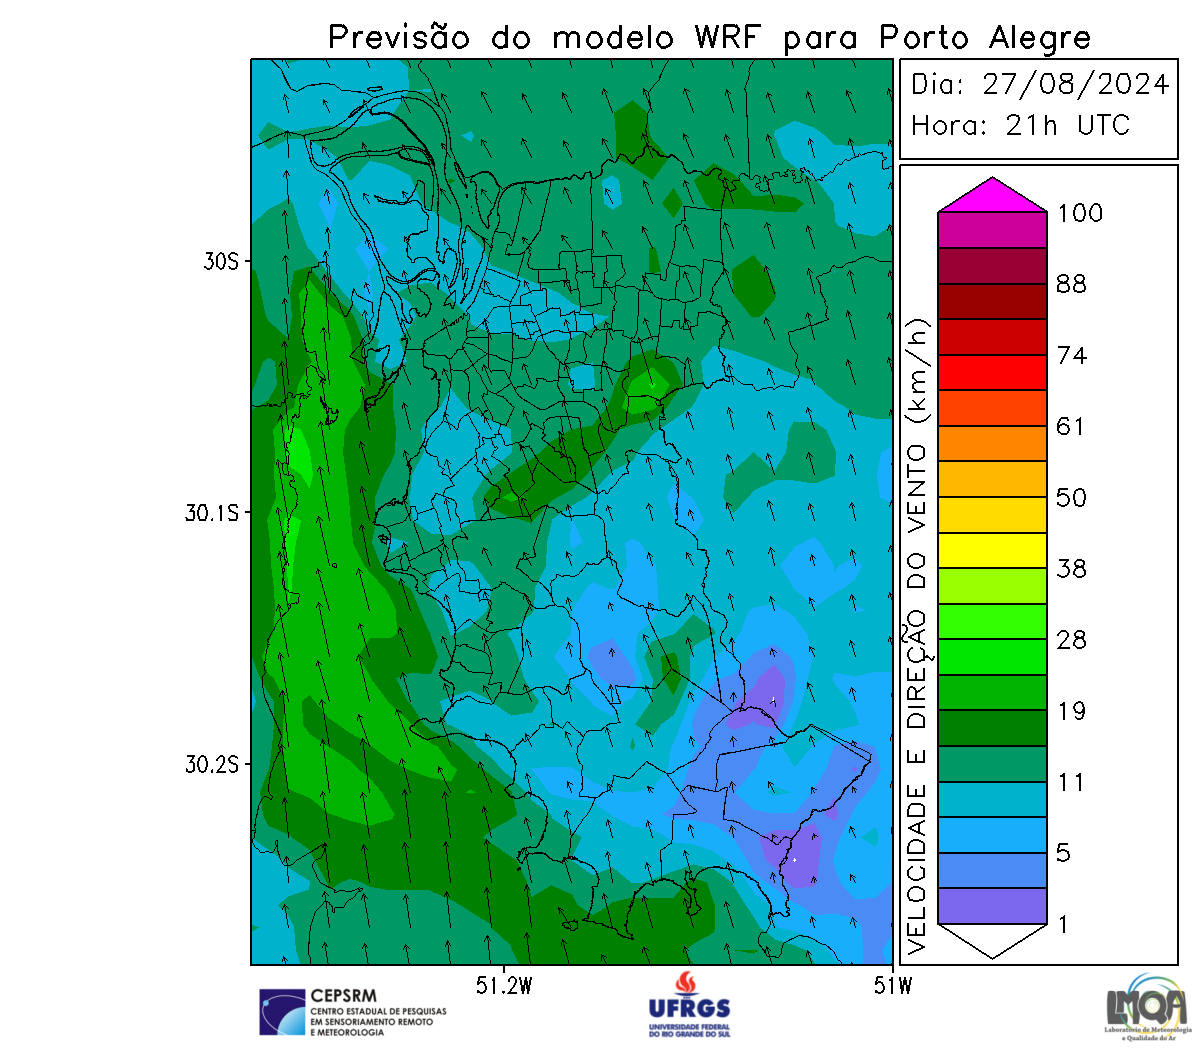 Previsão do modelo WRF para Porto Alegre
Dia: 27/08/2024
Hora: 21h UTC
30S
30.1S
30.2S
51.2W
51W
VELOCIDADE E DIREÇÃO DO VENTO (km/h)
100
88
74
61
50
38
28
19
11
5
1
CEPSRM
CENTRO ESTADUAL DE PESQUISAS
EM SENSORIAMENTO REMOTO
E METEOROLOGIA
UFRGS
UNIVERSIDADE FEDERAL
DO RIO GRANDE DO SUL
LMQA
Laboratório de Meteorologia
e Qualidade do Ar